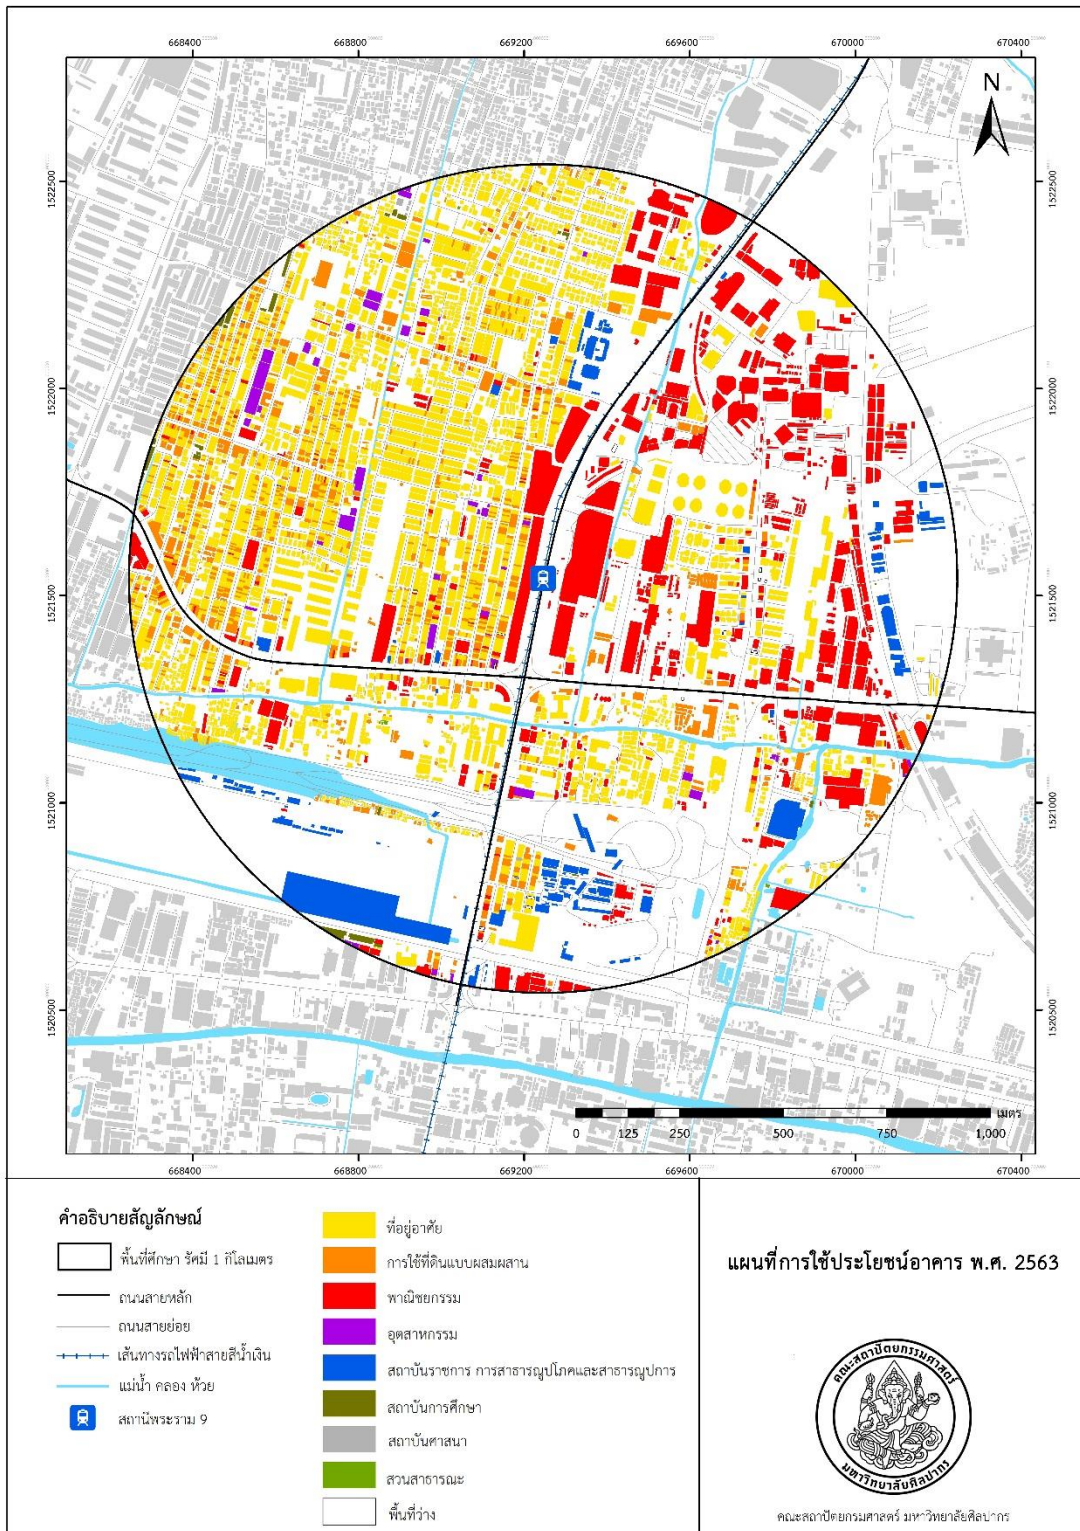 668400 668800 669200 669600 670000 670400
N
1522500 1522500
1522000 1522000
1521500 1521500
1521000 1521000
1520500 1520500
เมตร
0 125 250 500 750 1,000
668400 668800 669200 669600 670000 670400
คำอธิบายสัญลักษณ์
พื้นที่ศึกษา รัศมี 1 กิโลเมตร
ถนนสายหลัก
ถนนสายย่อย
เส้นทางรถไฟฟ้าสายสีน้ำเงิน
แม่น้ำ คลอง ห้วย
สถานีพระราม 9
ที่อยู่อาศัย
การใช้ที่ดินแบบผสมผสาน
พาณิชยกรรม
อุตสาหกรรม
สถาบันราชการ การสาธารณูปโภคและสาธารณูปการ
สถาบันการศึกษา
สถาบันศาสนา
สวนสาธารณะ
พื้นที่ว่าง
แผนที่การใช้ประโยชน์อาคาร พ.ศ. 2563
คณะสถาปัตยกรรมศาสตร์
มหาวิทยาลัยศิลปากร
คณะสถาปัตยกรมศาสตร์ มหาวิทยาลัยศิลปากร